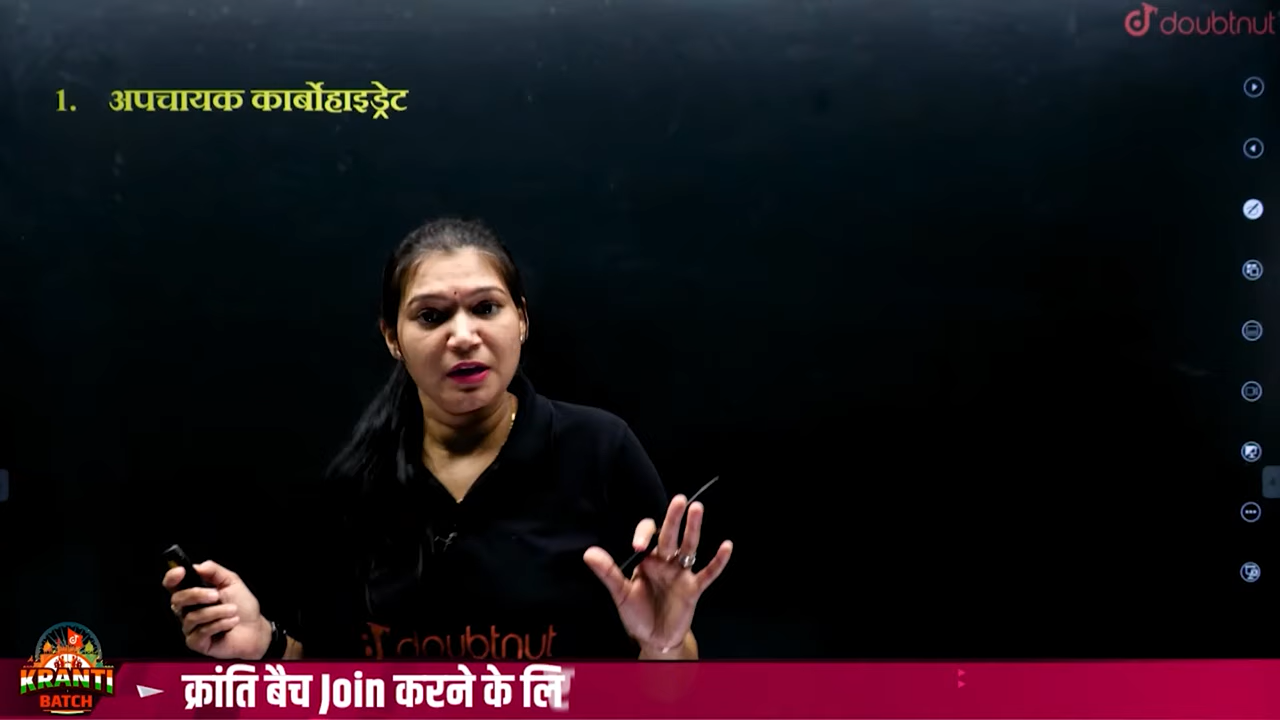 doubtnut
1. अपचायक कार्बोहाइड्रेट
doubtnut
KRANTI
BATCH
क्रांति बैच Join करने के लि